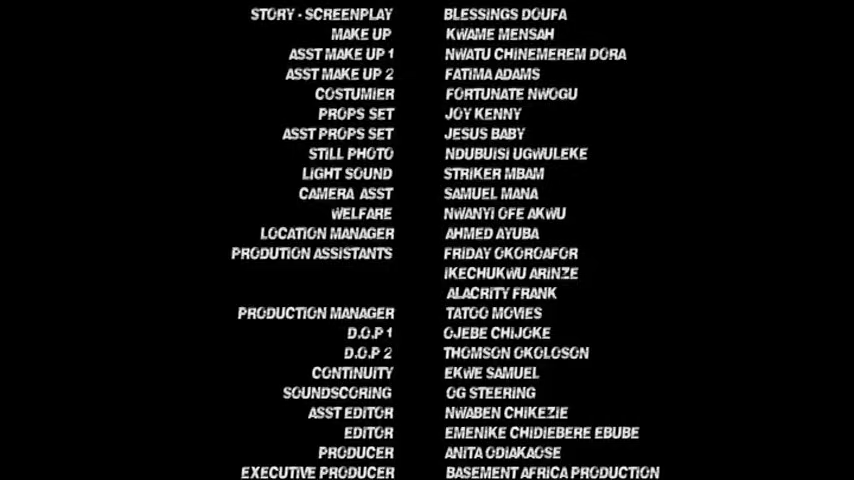 STORY - SCREENPLAY BLESSINGS DOUFA
MAKE UP KWAME MENSAH
ASST MAKE UP 1 NWATU CHINEMEREM DORA
ASST MAKE UP 2 FATIMA ADAMS
COSTUMIER FORTUNATE NWOGU
PROPS SET JOY KENNY
ASST PROPS SET JESUS BABY
STILL PHOTO NDUBUISI UGWULEKE
LIGHT SOUND STRIKER MBAM
CAMERA ASST SAMUEL MANA
WELFARE NWANYI OFE AKWU
LOCATION MANAGER AHMED AYUBA
PRODUTION ASSISTANTS FRIDAY OKOROAFOR
IKECHUKWU ARINZE
ALACRITY FRANK
PRODUCTION MANAGER TATOO MOVIES
D.O.P 1 OJEBE CHIJOKE
D.O.P 2 THOMSON OKOLOSON
CONTINUITY EKWE SAMUEL
SOUNDSCORING OG STEERING
ASST EDITOR NWABEN CHIKEZIE
EDITOR EMENIKE CHIDIEBERE EBUBE
PRODUCER ANITA ODIAKAOSE
EXECUTIVE PRODUCER BASEMENT AFRICA PRODUCTION